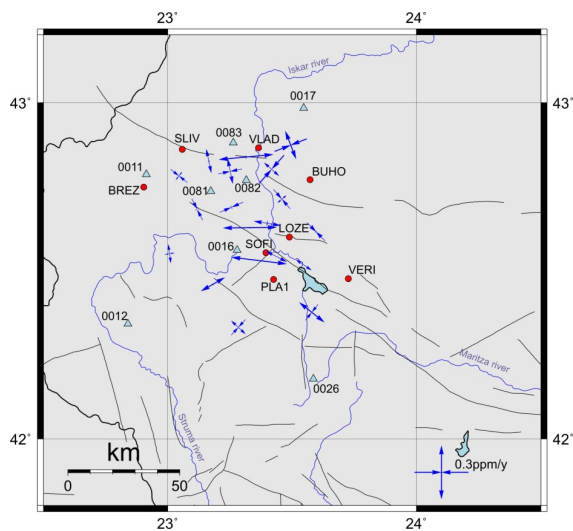 23°
24°
Iskar river
43°
43°
0017
0083
SLIV
VLAD
0011
BUHO
BREZ
0081
0082
LOZE
0016
SOFI
VERI
PLA1
0012
Maritza river
0026
Struma river
42°
42°
km
0.3ppm/y
0
50
23°
24°